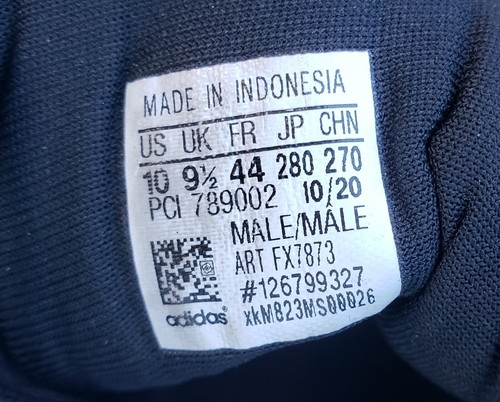 MADE IN INDONESIA
US UK FR JP CHN
10 9½ 44 280 270
PCI 789002 10/20
MALE/MÂLE
ART FX7873
#126799327
xkM823MS00026
adidas